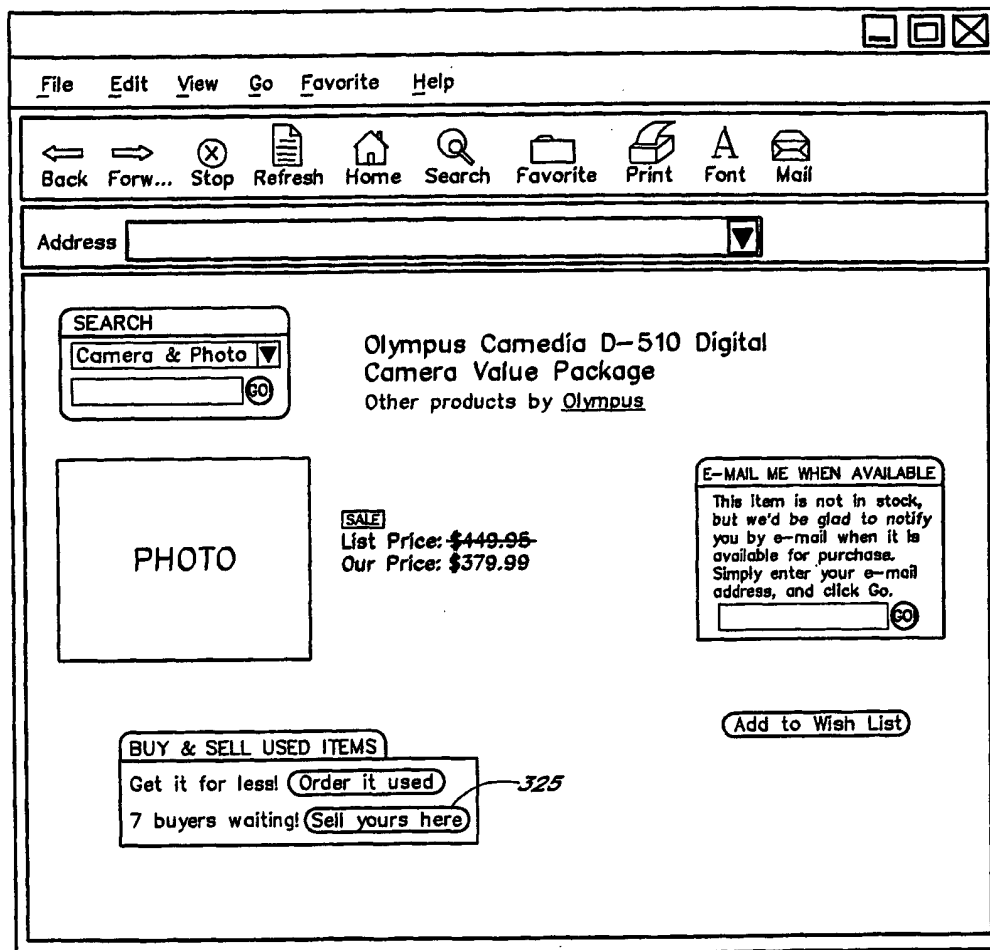 File Edit View Go Favorite Help
Back Forw... Stop Refresh Home Search Favorite Print Font Mail
Address
SEARCH
Camera & Photo
GO
Olympus Camedia D-510 Digital
Camera Value Package
Other products by Olympus
PHOTO
SALE
List Price: $449.95
Our Price: $379.99
E-MAIL ME WHEN AVAILABLE
This item is not in stock,
but we'd be glad to notify
you by e-mail when it is
available for purchase.
Simply enter your e-mail
address, and click Go.
GO
Add to Wish List
BUY & SELL USED ITEMS
Get it for less! Order it used
325
7 buyers waiting! Sell yours here